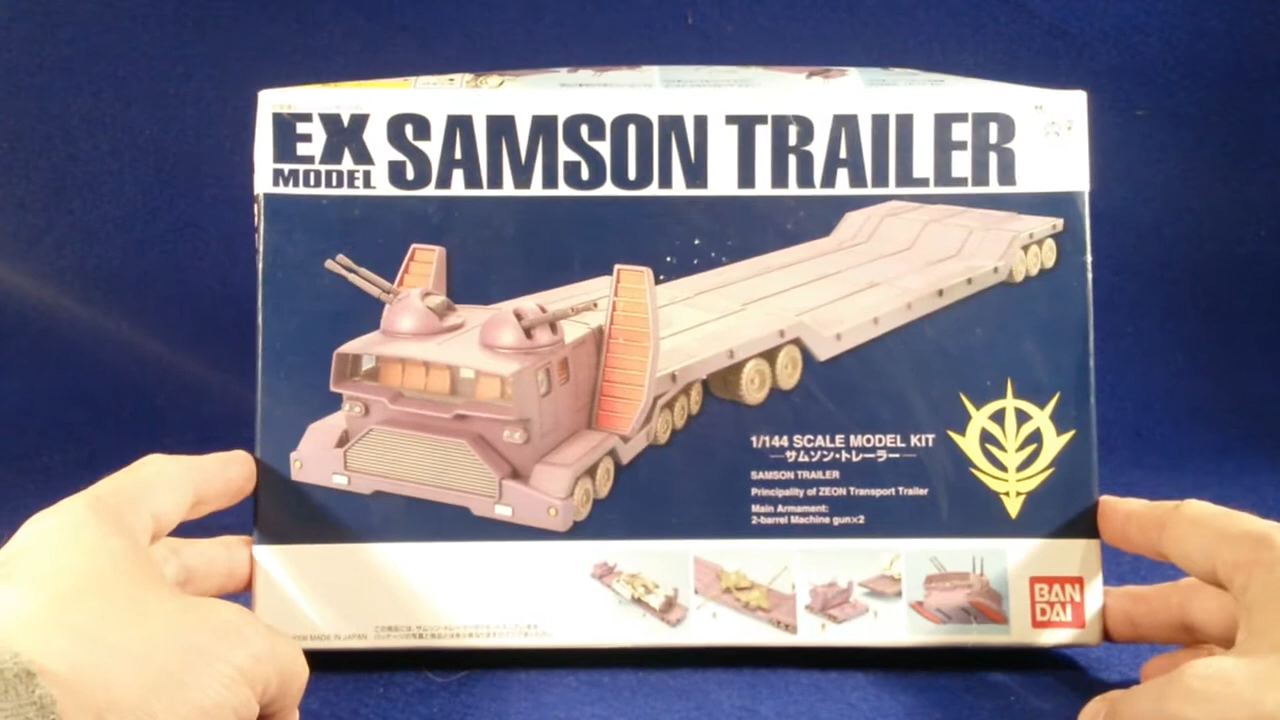 EX
MODEL
SAMSON TRAILER
1/144 SCALE MODEL KIT
サムソン・トレーラー
SAMSON TRAILER
Principality of ZEON Transport Trailer
Main Armament:
2-barrel Machine gun×2
BAN
DAI
MADE IN JAPAN